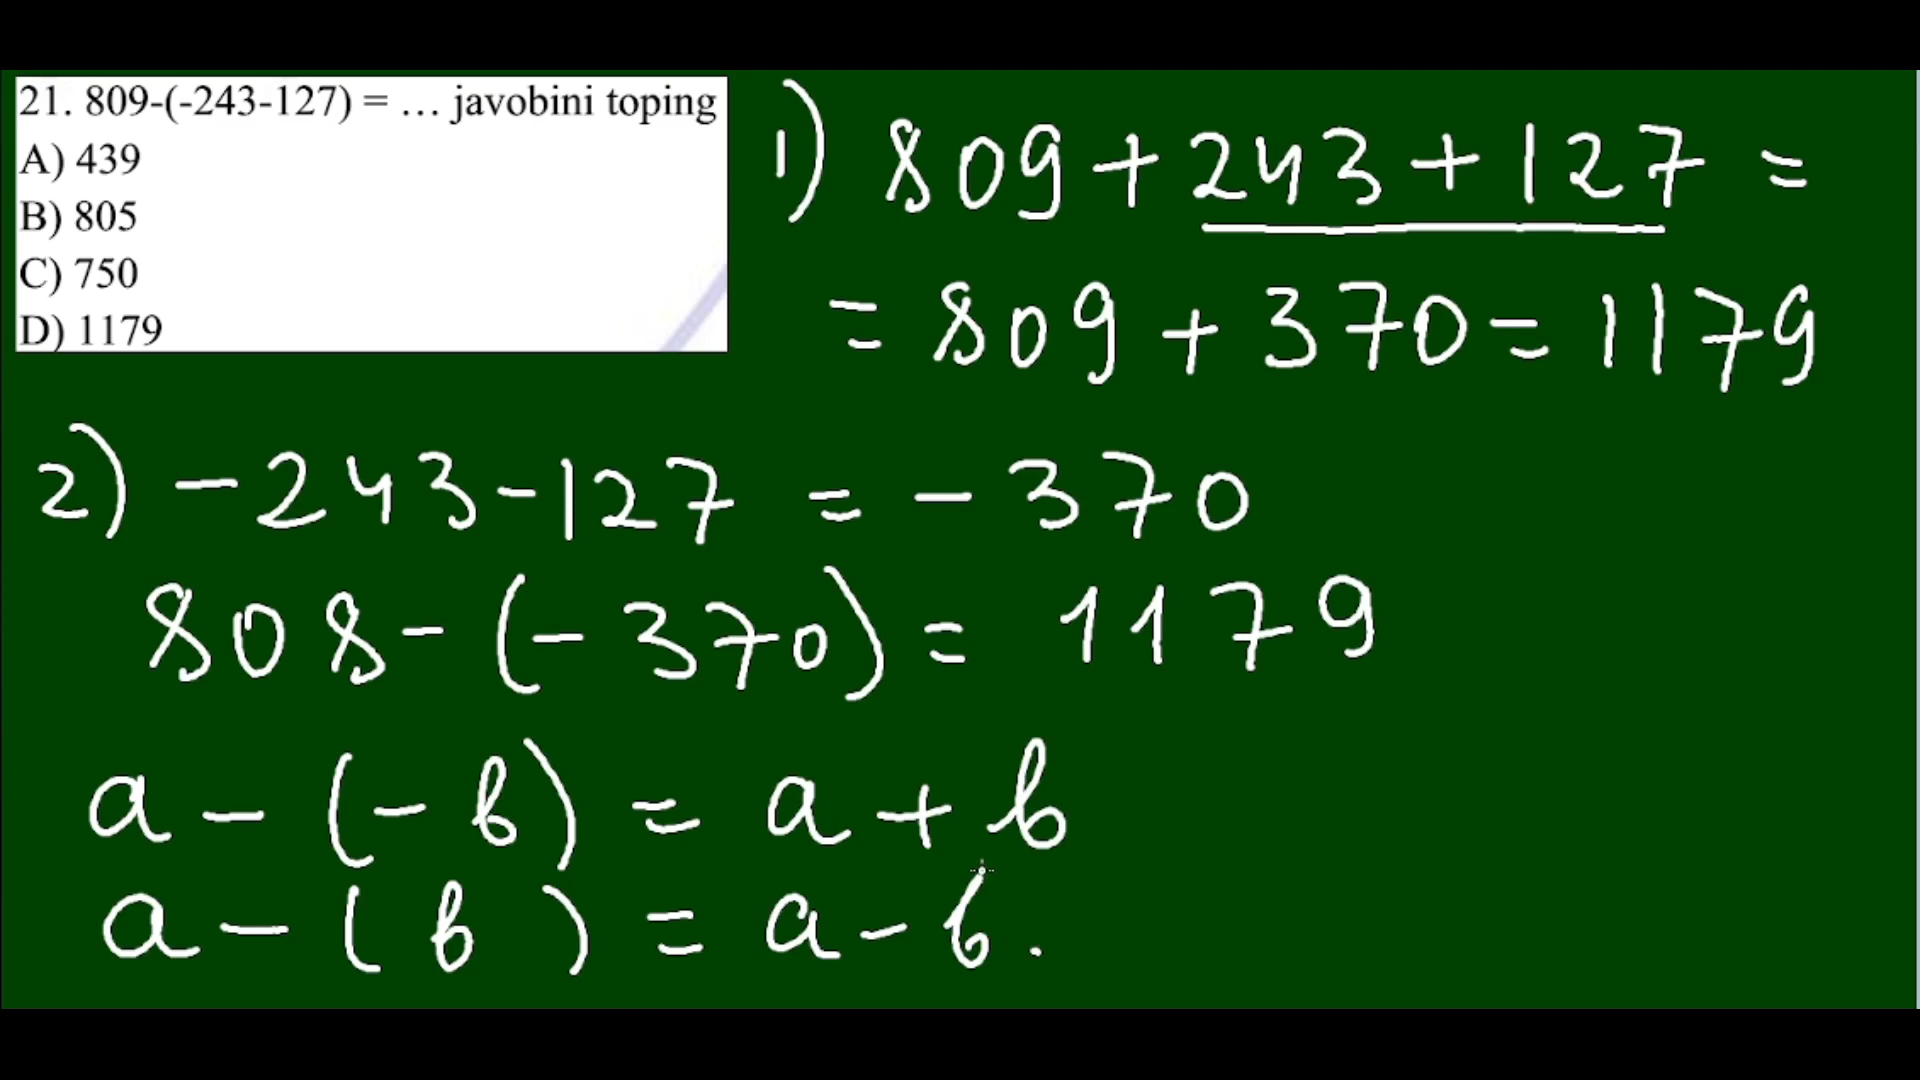 21. 809-(-243-127) = … javobini toping
A) 439
B) 805
C) 750
D) 1179
1) 809 + 243 + 127 =
= 809 + 370 = 1179
2) -243-127 = -370
808 - (-370) = 1179
a - (-b) = a + b
a - (b) = a - b.